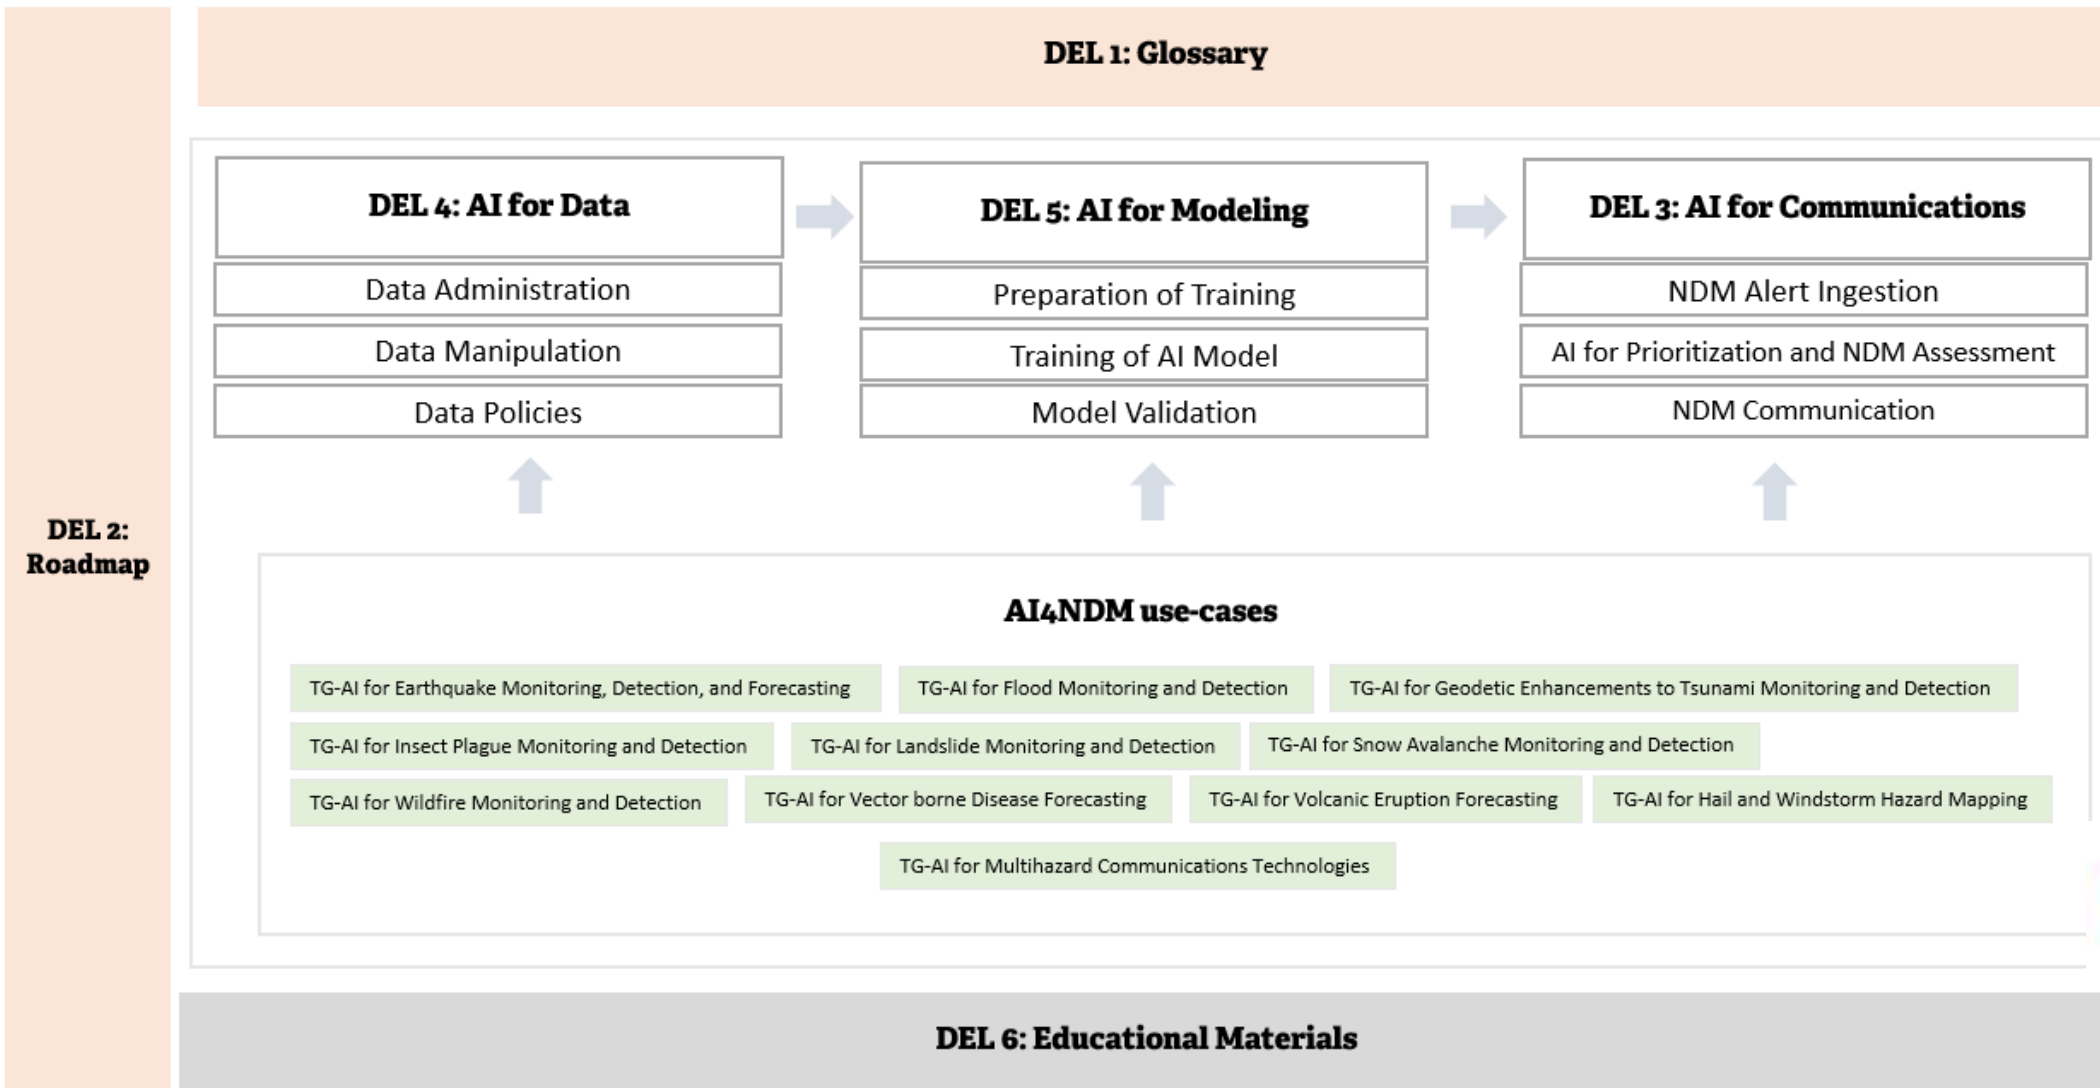 DEL 1: Glossary
DEL 2:
Roadmap
DEL 4: AI for Data
Data Administration
Data Manipulation
Data Policies
DEL 5: AI for Modeling
Preparation of Training
Training of AI Model
Model Validation
DEL 3: AI for Communications
NDM Alert Ingestion
AI for Prioritization and NDM Assessment
NDM Communication
AI4NDM use-cases
TG-AI for Earthquake Monitoring, Detection, and Forecasting
TG-AI for Flood Monitoring and Detection
TG-AI for Geodetic Enhancements to Tsunami Monitoring and Detection
TG-AI for Insect Plague Monitoring and Detection
TG-AI for Landslide Monitoring and Detection
TG-AI for Snow Avalanche Monitoring and Detection
TG-AI for Wildfire Monitoring and Detection
TG-AI for Vector borne Disease Forecasting
TG-AI for Volcanic Eruption Forecasting
TG-AI for Hail and Windstorm Hazard Mapping
TG-AI for Multihazard Communications Technologies
DEL 6: Educational Materials